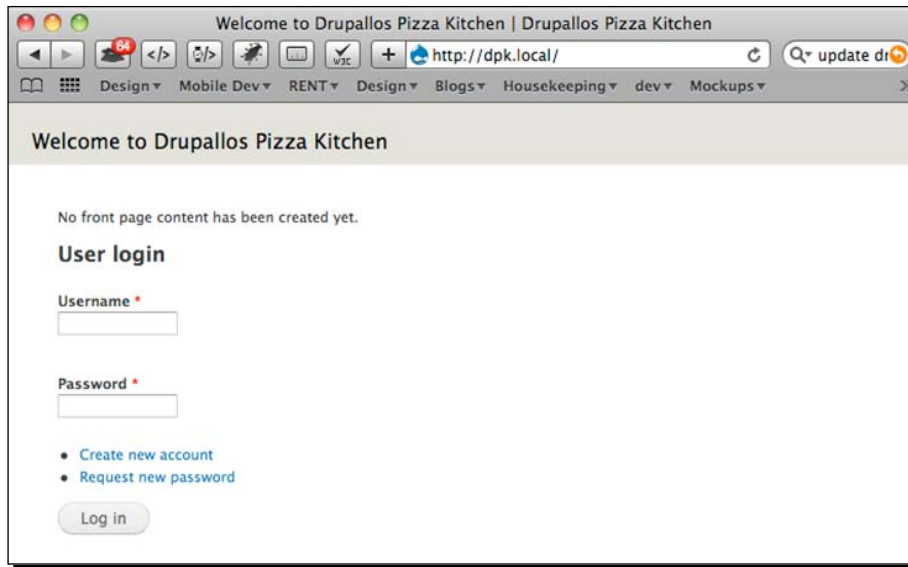 Welcome to Drupallos Pizza Kitchen | Drupallos Pizza Kitchen
64
</>
W3C
+
http://dpk.local/
update dr
Design Mobile Dev RENT Design Blogs Housekeeping dev Mockups
Welcome to Drupallos Pizza Kitchen
No front page content has been created yet.
User login
Username *
Password *
• Create new account
• Request new password
Log in